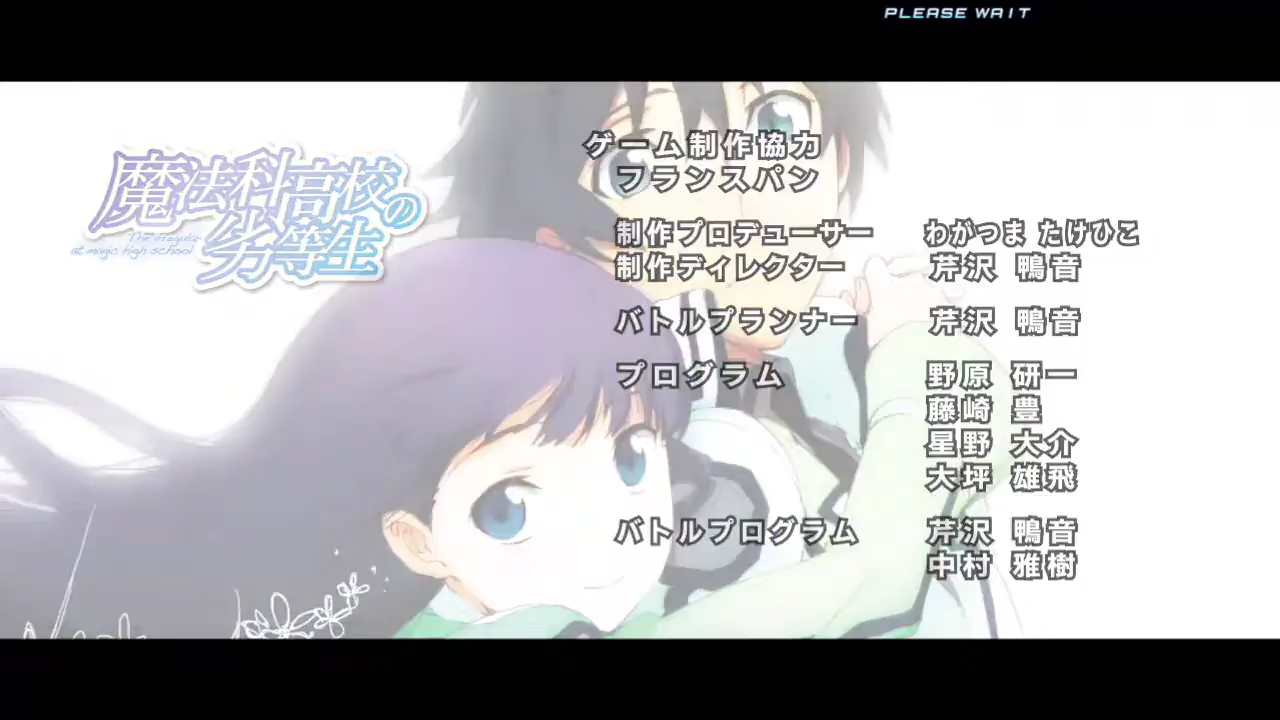 PLEASE WAIT
魔法科高校の
劣等生
The irregular
at magic high school
ゲーム制作協力
フランスパン
制作プロデューサー わがつま たけひこ
制作ディレクター 芹沢 鴨音
バトルプランナー 芹沢 鴨音
プログラム 野原 研一
藤崎 豊
星野 大介
大坪 雄飛
バトルプログラム 芹沢 鴨音
中村 雅樹